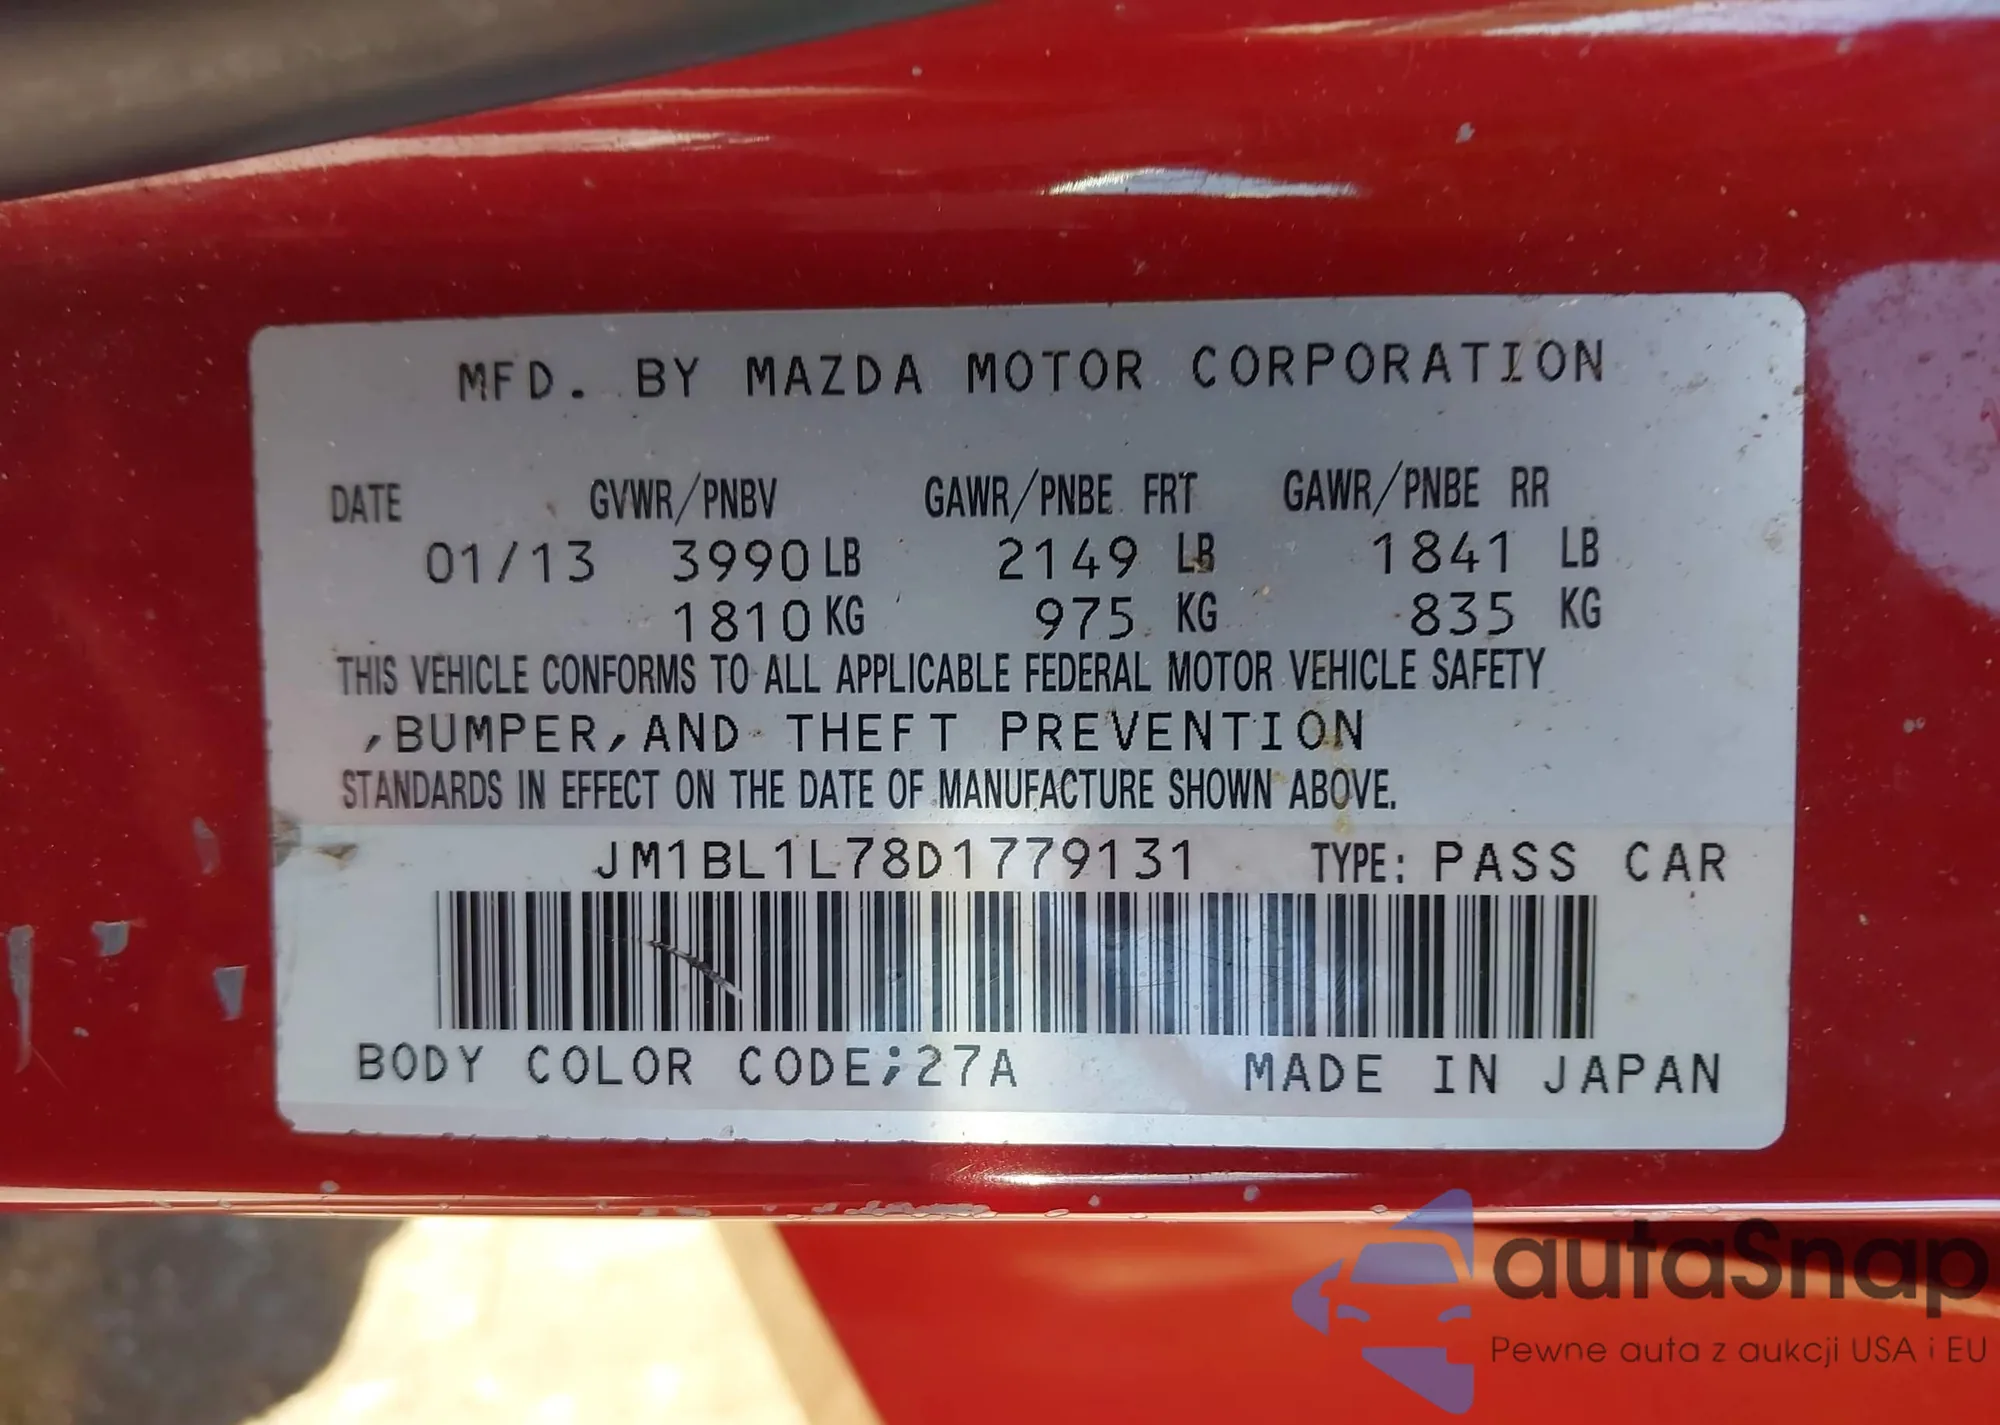 MFD. BY MAZDA MOTOR CORPORATION
DATE GVWR/PNBV GAWR/PNBE FRT GAWR/PNBE RR
01/13 3990 LB 2149 LB 1841 LB
1810 KG 975 KG 835 KG
THIS VEHICLE CONFORMS TO ALL APPLICABLE FEDERAL MOTOR VEHICLE SAFETY
,BUMPER,AND THEFT PREVENTION
STANDARDS IN EFFECT ON THE DATE OF MANUFACTURE SHOWN ABOVE.
JM1BL1L78D1779131 TYPE: PASS CAR
BODY COLOR CODE;27A MADE IN JAPAN
autaSnap
Pewne auta z aukcji USA i EU